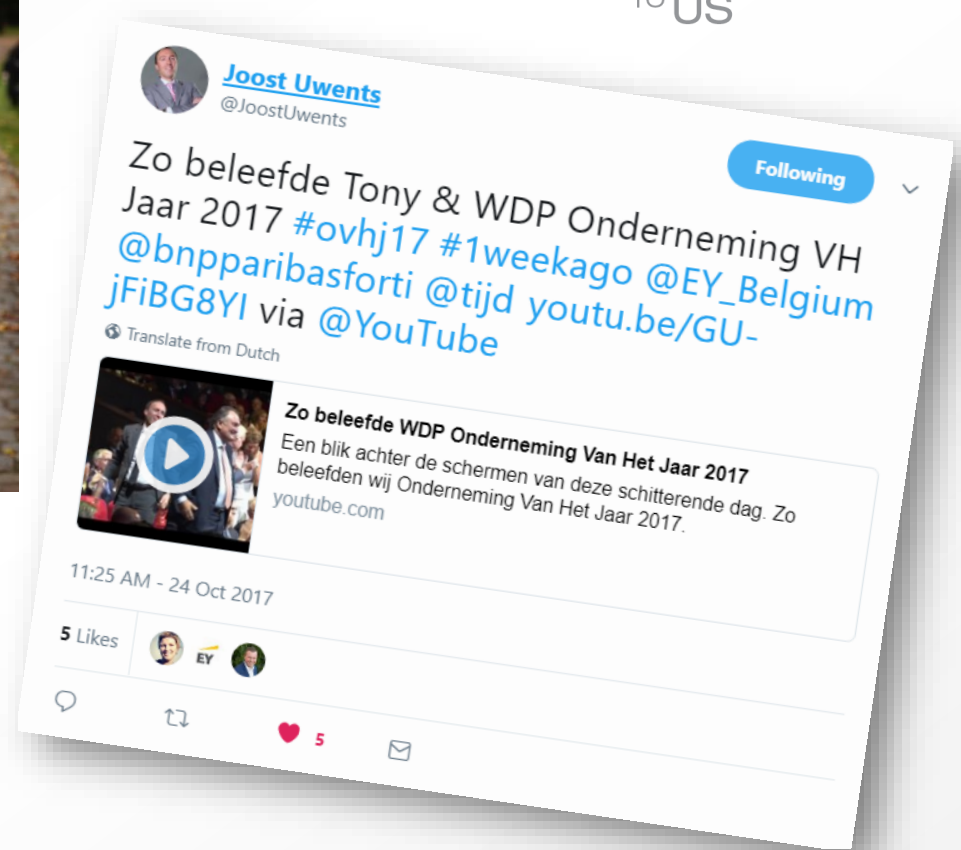 TO US
Joost Uwents
@JoostUwents
Following
Zo beleefde Tony & WDP Onderneming VH
Jaar 2017 #ovhj17 #1weekago @EY_Belgium
@bnpparibasforti @tijd youtu.be/GU-
jFiBG8YI via @YouTube
Translate from Dutch
Zo beleefde WDP Onderneming Van Het Jaar 2017
Een blik achter de schermen van deze schitterende dag. Zo
beleefden wij Onderneming Van Het Jaar 2017.
youtube.com
11:25 AM - 24 Oct 2017
5 Likes
EY
5